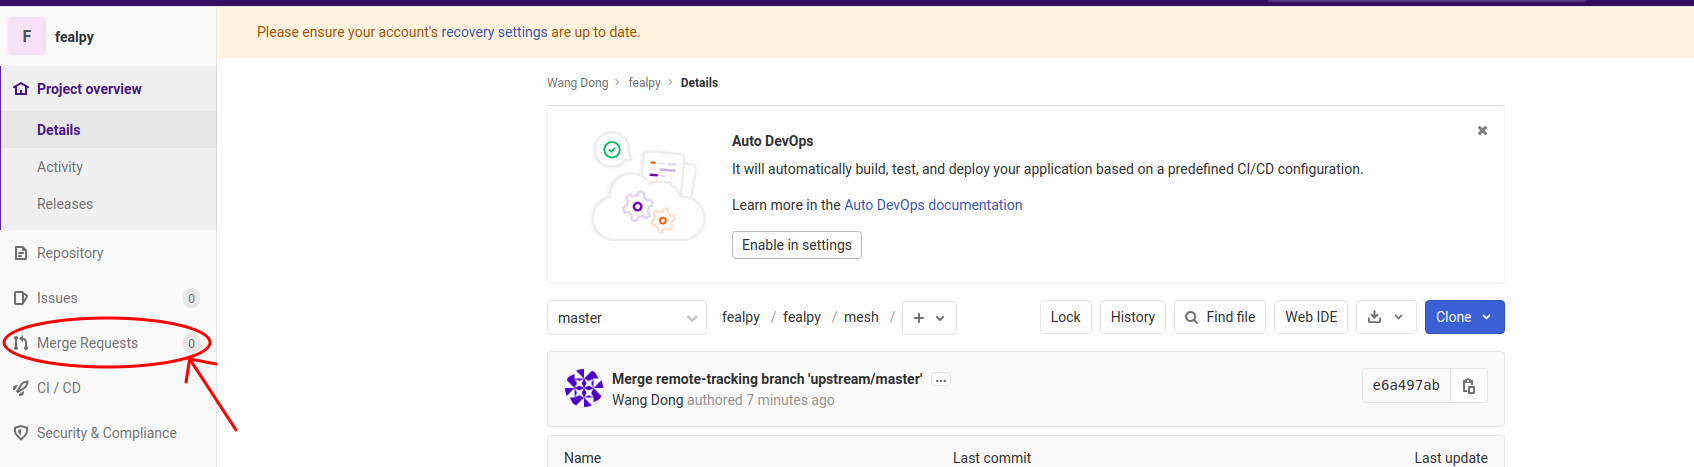 F fealpy
Please ensure your account's recovery settings are up to date.
Project overview
Details
Activity
Releases
Repository
Issues 0
Merge Requests 0
CI / CD
Security & Compliance
Wang Dong > fealpy > Details
Auto DevOps
It will automatically build, test, and deploy your application based on a predefined CI/CD configuration.
Learn more in the Auto DevOps documentation
Enable in settings
master fealpy / fealpy / mesh / + Lock History Find file Web IDE Clone
Merge remote-tracking branch 'upstream/master' ...
Wang Dong authored 7 minutes ago
e6a497ab
Name Last commit Last update